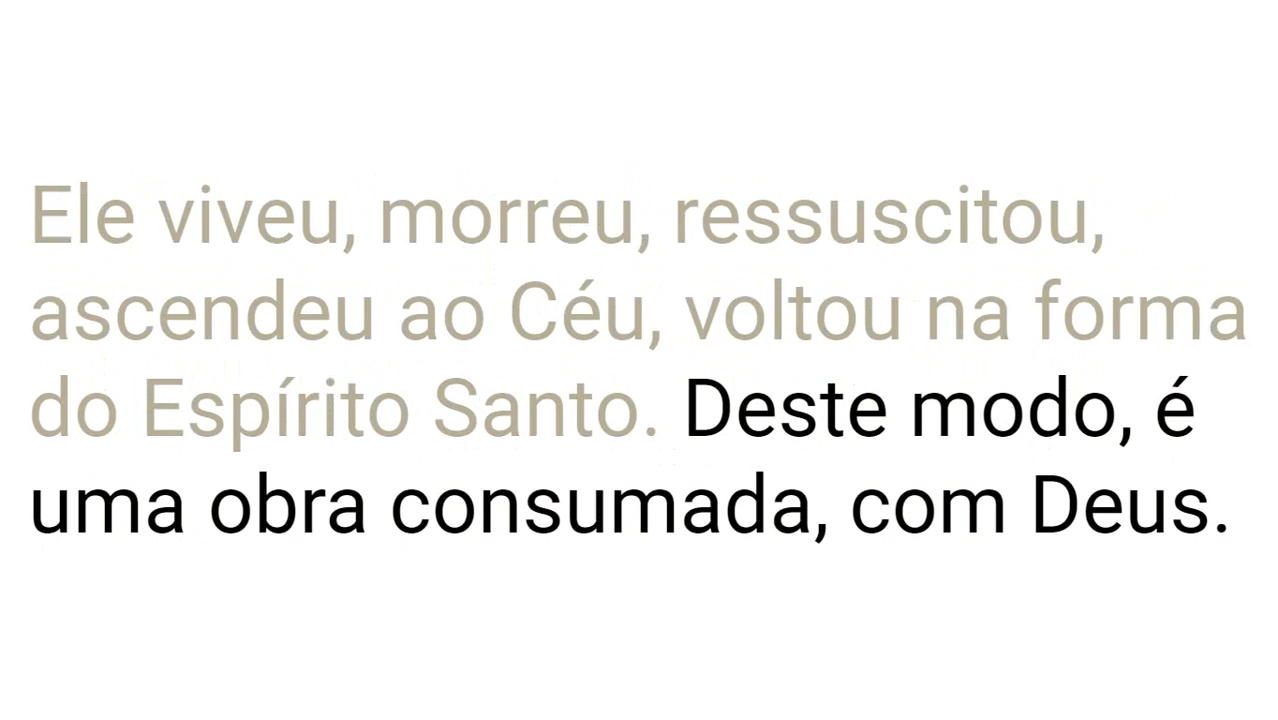 Ele viveu, morreu, ressuscitou,
ascendeu ao Céu, voltou na forma
do Espírito Santo. Deste modo, é
uma obra consumada, com Deus.